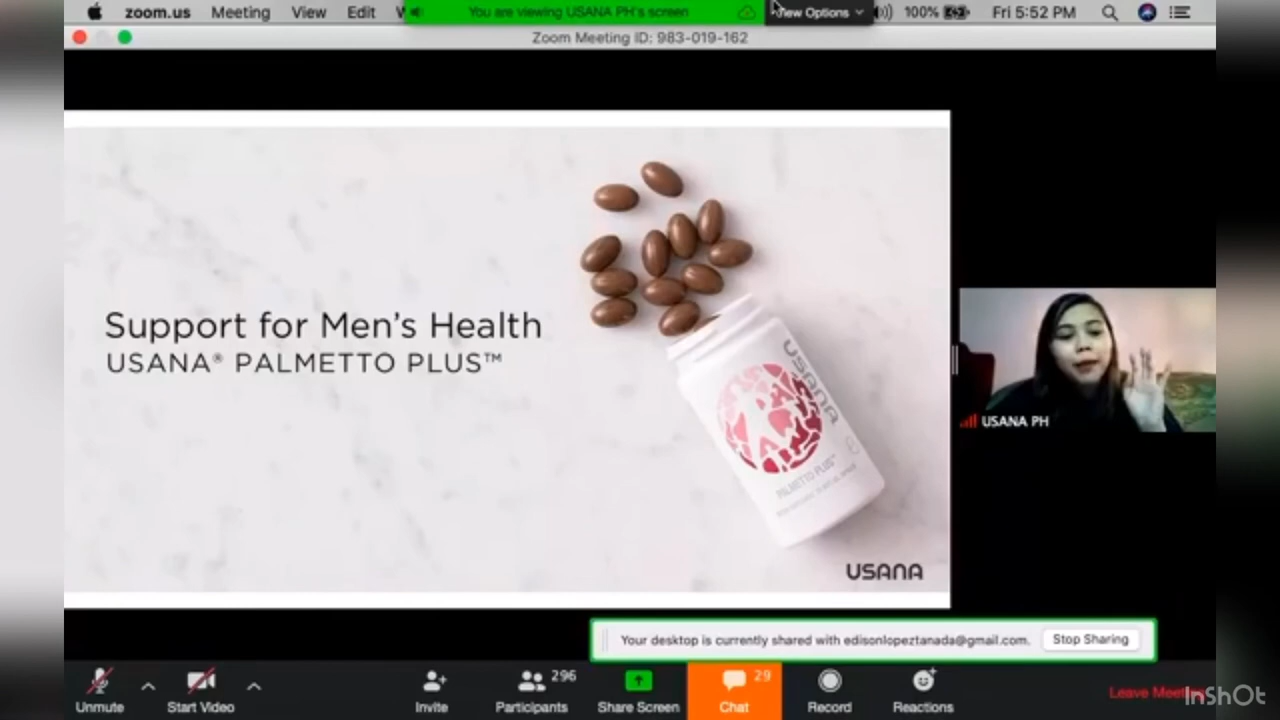 zoom.us Meeting View Edit
You are viewing USANA PH's screen
View Options
100%
Fri 5:52 PM
Zoom Meeting ID: 983-019-162
Support for Men's Health
USANA® PALMETTO PLUS™
USANA
PALMETTO PLUS™
USANA
USANA PH
Your desktop is currently shared with edisonlopeztanada@gmail.com.
Stop Sharing
Unmute
Start Video
Invite
296
Participants
Share Screen
29
Chat
Record
Reactions
Leave Meeting
InShOt